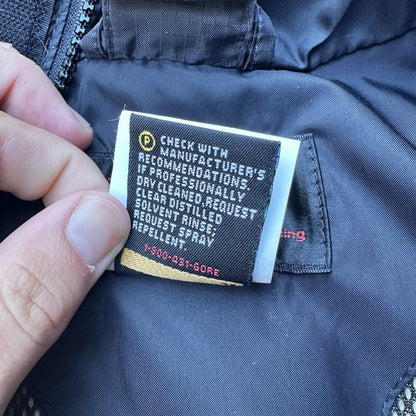 P
CHECK WITH
MANUFACTURER'S
RECOMMENDATIONS.
IF PROFESSIONALLY
DRY CLEANED, REQUEST
CLEAR DISTILLED
SOLVENT RINSE;
REQUEST SPRAY
REPELLENT.
1-800-431-GORE